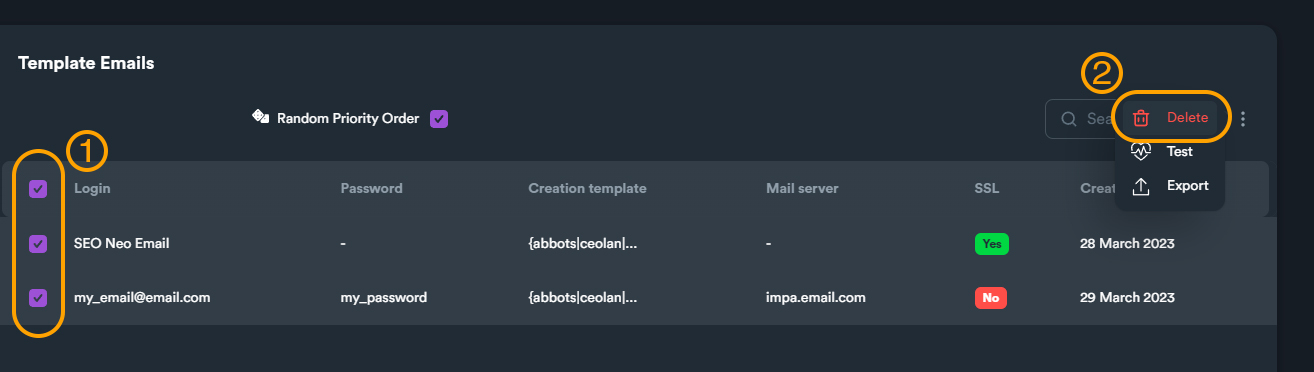 Template Emails
2
Random Priority Order
Sea
Delete
1
Test
Login Password Creation template Mail server SSL Creat
Export
SEO Neo Email - {abbots|ceolan|... - Yes 28 March 2023
my_email@email.com my_password {abbots|ceolan|... impa.email.com No 29 March 2023